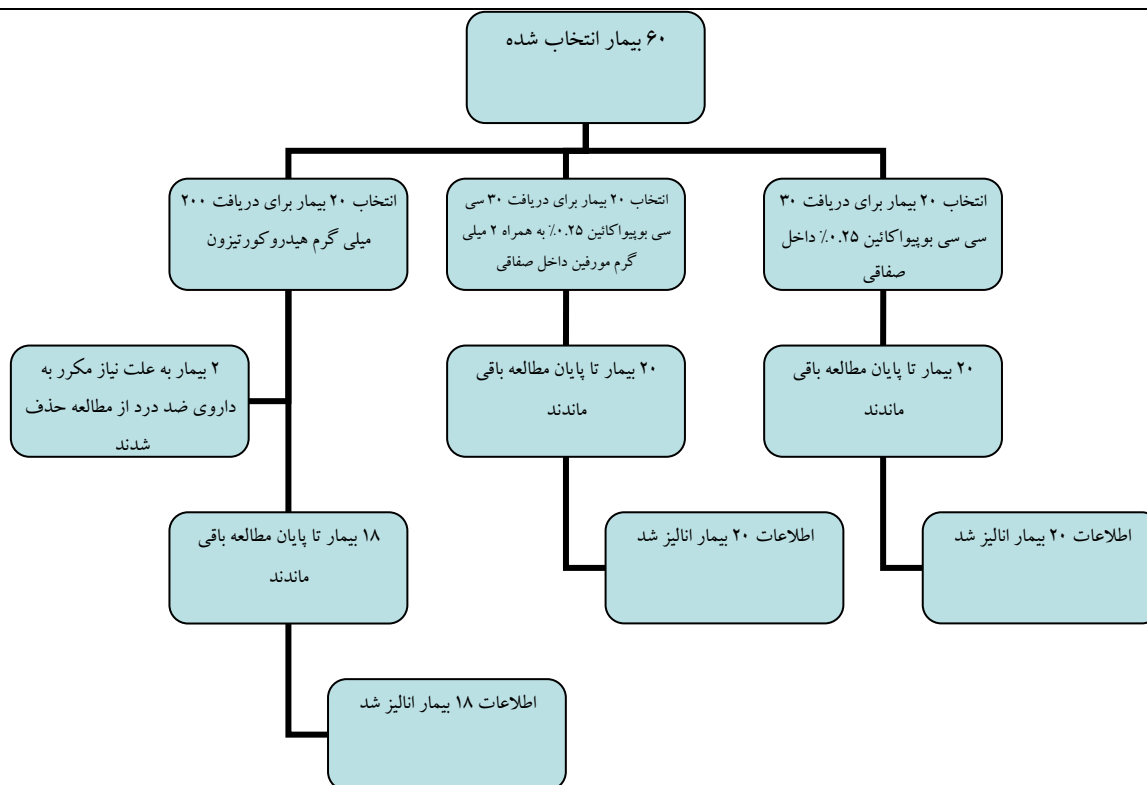 ۶۰ بیمار انتخاب شده
انتخاب ۲۰ بیمار برای دریافت ۳۰
سی سی بوپیواکائین ۰.۲۵٪ داخل
صفاقی
انتخاب ۲۰ بیمار برای دریافت ۳۰ سی
سی بوپیواکائین ۰.۲۵٪ به همراه ۲ میلی
گرم مورفین داخل صفاقی
انتخاب ۲۰ بیمار برای دریافت ۲۰۰
میلی گرم هیدروکورتیزون
۲۰ بیمار تا پایان مطالعه باقی
ماندند
۲۰ بیمار تا پایان مطالعه باقی
ماندند
۲ بیمار به علت نیاز مکرر به
داروی ضد درد از مطالعه حذف
شدند
اطلاعات ۲۰ بیمار انالیز شد
اطلاعات ۲۰ بیمار انالیز شد
۱۸ بیمار تا پایان مطالعه باقی
ماندند
اطلاعات ۱۸ بیمار انالیز شد